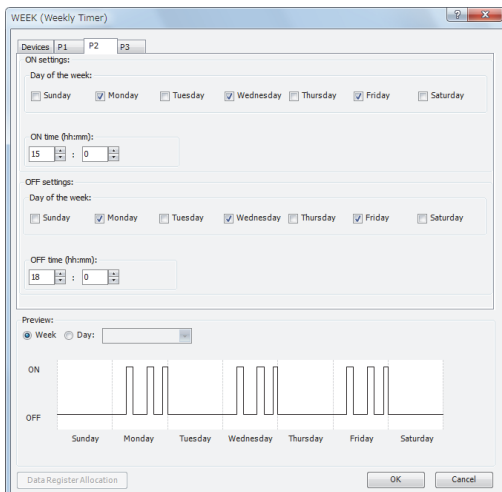 WEEK (Weekly Timer)
Devices P1 P2 P3
ON settings:
Day of the week:
Sunday Monday Tuesday Wednesday Thursday Friday Saturday
ON time (hh:mm):
15 : 0
OFF settings:
Day of the week:
Sunday Monday Tuesday Wednesday Thursday Friday Saturday
OFF time (hh:mm):
18 : 0
Preview:
Week Day:
ON
OFF
Sunday Monday Tuesday Wednesday Thursday Friday Saturday
Data Register Allocation OK Cancel